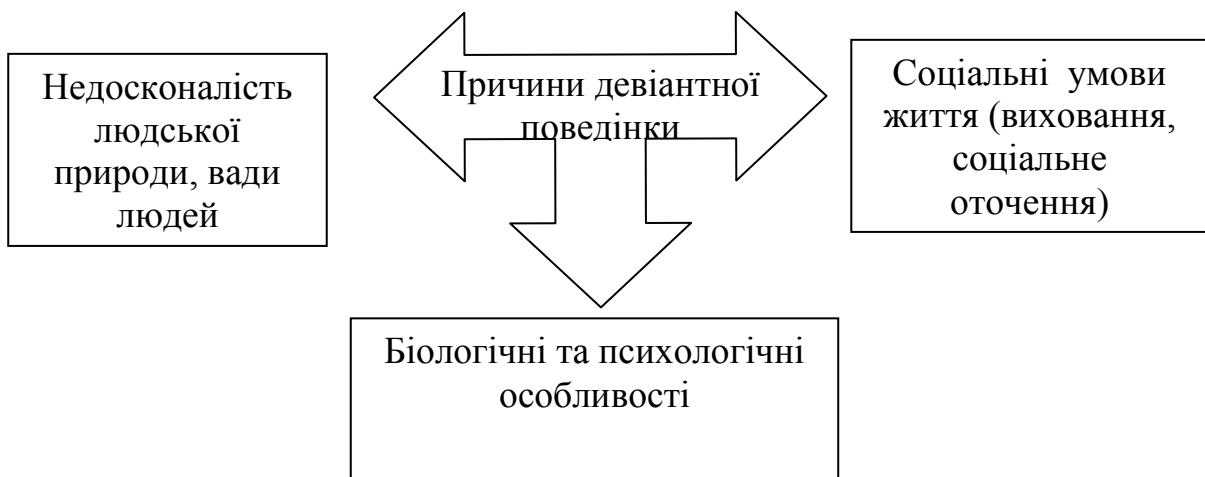 Недосконалість
людської
природи, вади
людей
Причини девіантної
поведінки
Соціальні умови
життя (виховання,
соціальне
оточення)
Біологічні та психологічні
особливості